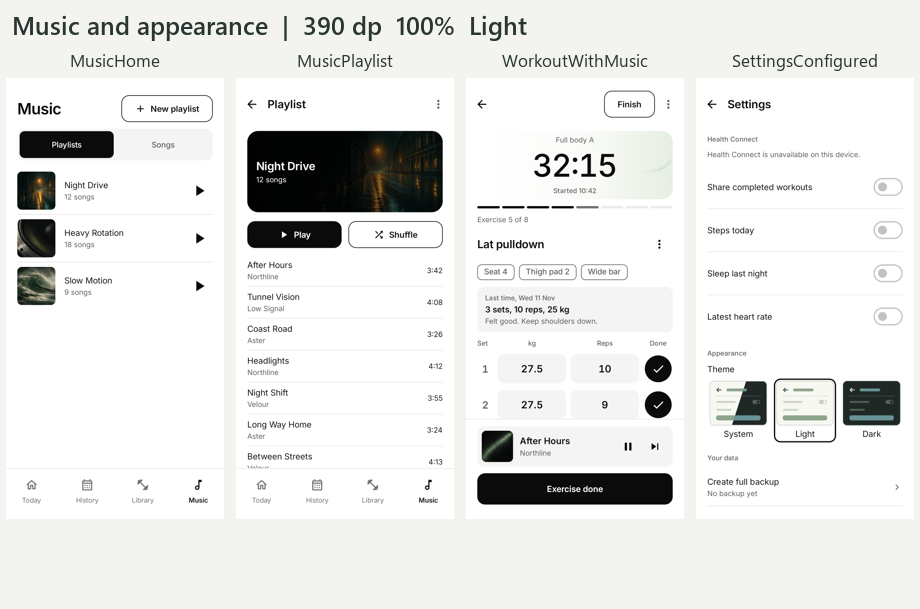 Music and appearance | 390 dp 100% Light
MusicHome
Music
+ New playlist
Playlists
Songs
Night Drive
12 songs
Heavy Rotation
18 songs
Slow Motion
9 songs
Today
History
Library
Music
MusicPlaylist
Playlist
Night Drive
12 songs
Play
Shuffle
After Hours
Northline
3:42
Tunnel Vision
Low Signal
4:08
Coast Road
Aster
3:26
Headlights
Northline
4:12
Night Shift
Velour
3:55
Long Way Home
Aster
3:24
Between Streets
Velour
4:13
Today
History
Library
Music
WorkoutWithMusic
Finish
Full body A
32:15
Started 10:42
Exercise 5 of 8
Lat pulldown
Seat 4
Thigh pad 2
Wide bar
Last time, Wed 11 Nov
3 sets, 10 reps, 25 kg
Felt good. Keep shoulders down.
Set kg Reps Done
1 27.5 10
2 27.5 9
After Hours
Northline
Exercise done
SettingsConfigured
Settings
Health Connect
Health Connect is unavailable on this device.
Share completed workouts
Steps today
Sleep last night
Latest heart rate
Appearance
Theme
System
Light
Dark
Your data
Create full backup
No backup yet